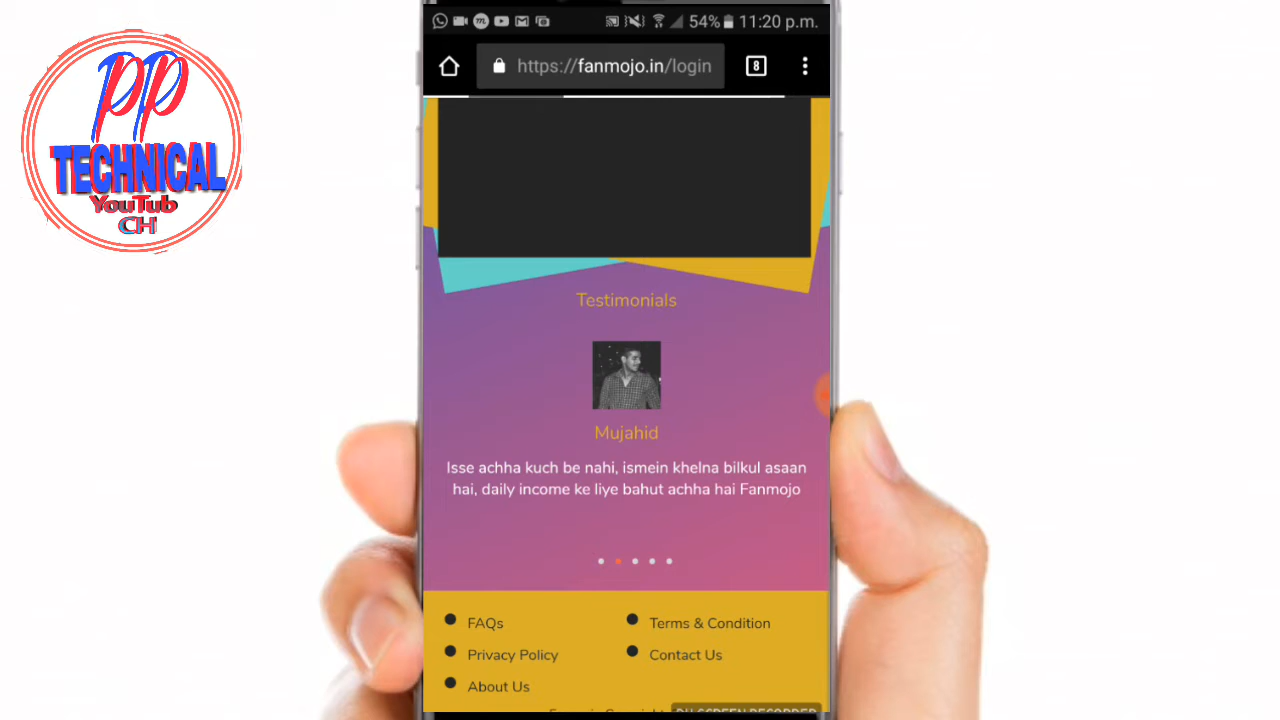 PP
TECHNICAL
YouTub
CH
54% 11:20 p.m.
https://fanmojo.in/login
8
Testimonials
Mujahid
Isse achha kuch be nahi, ismein khelna bilkul asaan
hai, daily income ke liye bahut achha hai Fanmojo
FAQs
Terms & Condition
Privacy Policy
Contact Us
About Us